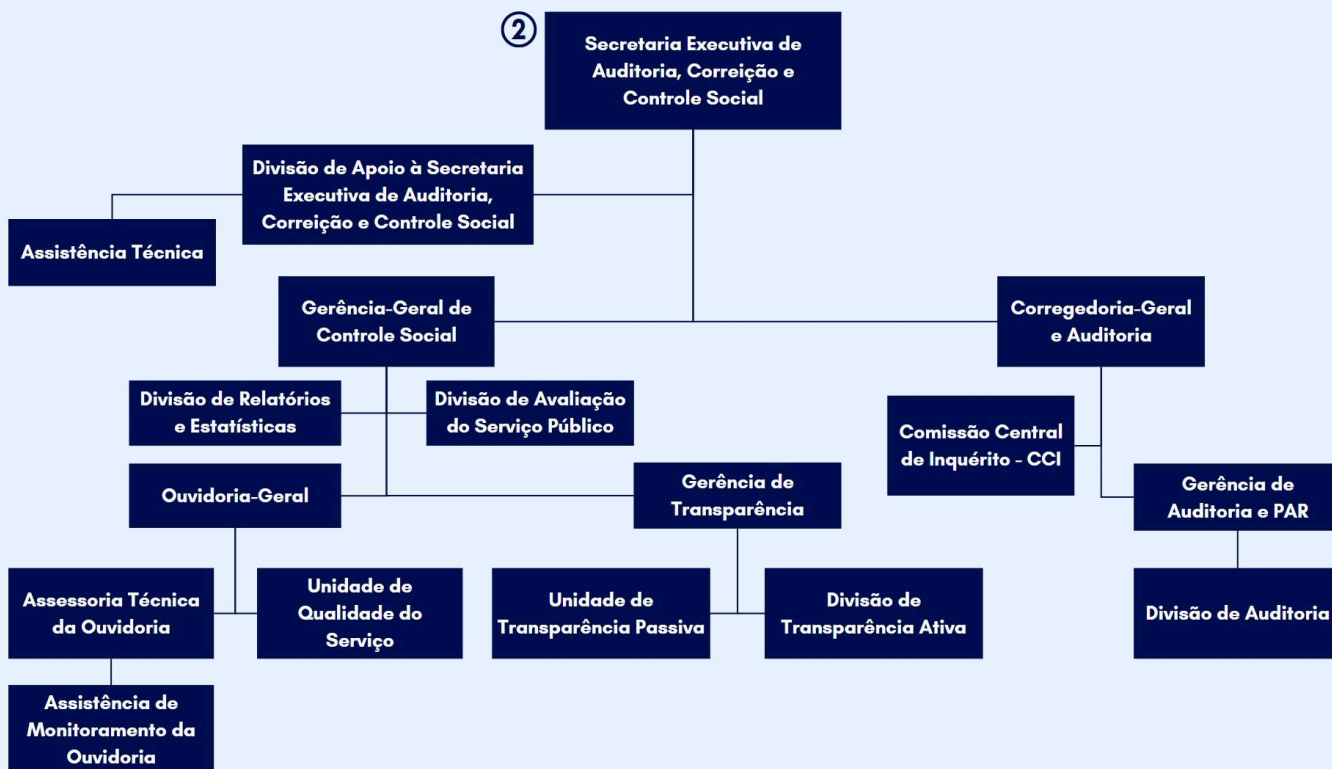 2
Secretaria Executiva de
Auditoria, Correição e
Controle Social
Divisão de Apoio à Secretaria
Executiva de Auditoria,
Correição e Controle Social
Assistência Técnica
Gerência-Geral de
Controle Social
Corregedoria-Geral
e Auditoria
Divisão de Relatórios
e Estatísticas
Divisão de Avaliação
do Serviço Público
Comissão Central
de Inquérito - CCI
Ouvidoria-Geral
Gerência de
Transparência
Gerência de
Auditoria e PAR
Assessoria Técnica
da Ouvidoria
Unidade de
Qualidade do
Serviço
Unidade de
Transparência Passiva
Divisão de
Transparência Ativa
Divisão de Auditoria
Assistência de
Monitoramento da
Ouvidoria